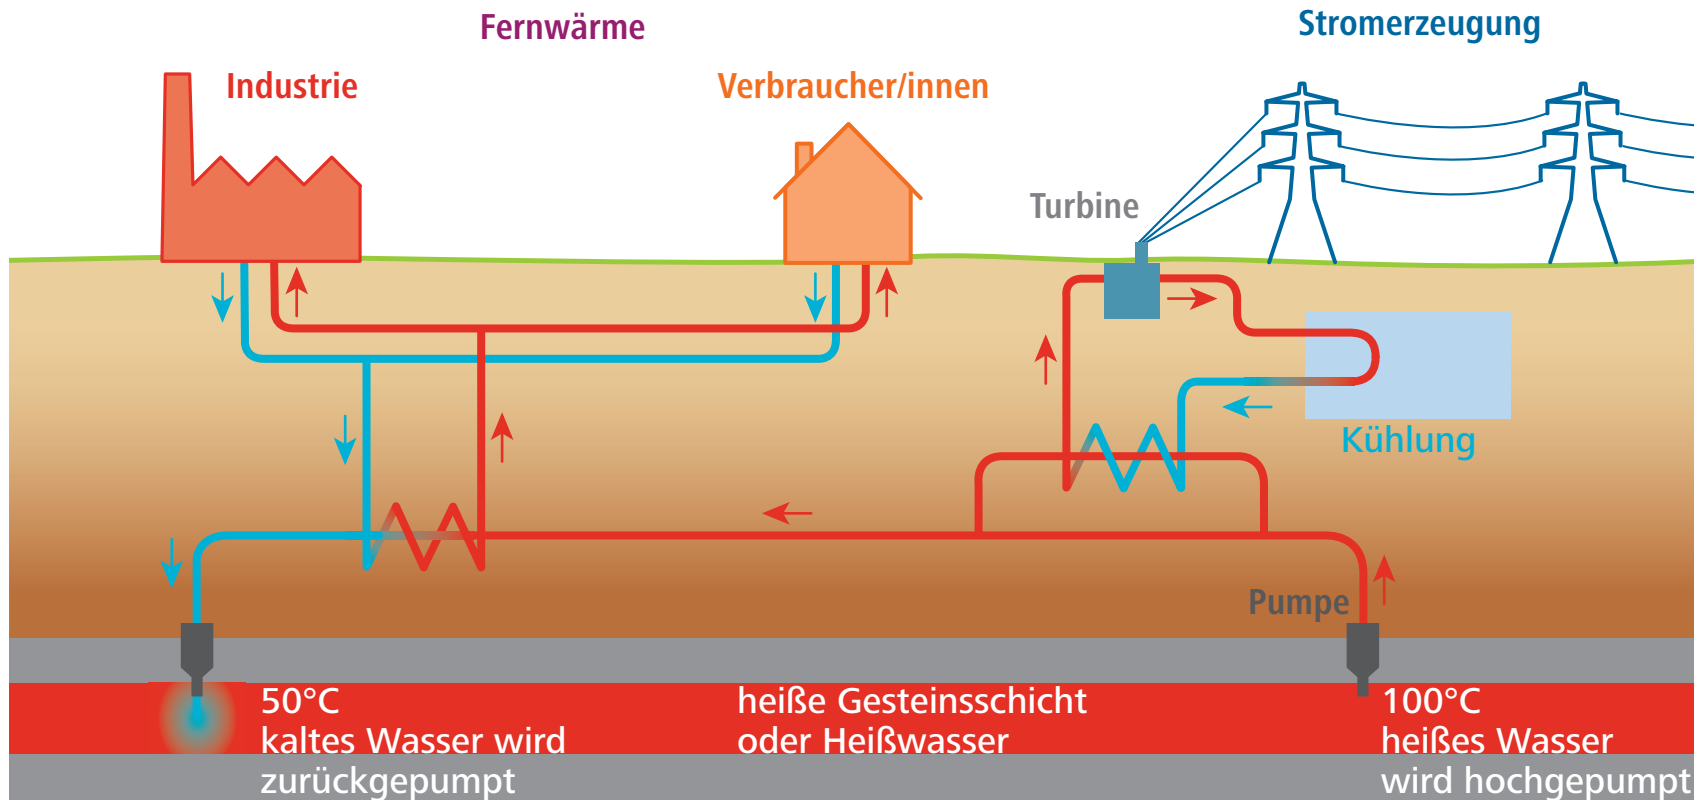 Fernwärme
Stromerzeugung
Industrie
Verbraucher/innen
Turbine
Kühlung
Pumpe
50°C
kaltes Wasser wird
zurückgepumpt
heiße Gesteinsschicht
oder Heißwasser
100°C
heißes Wasser
wird hochgepumpt